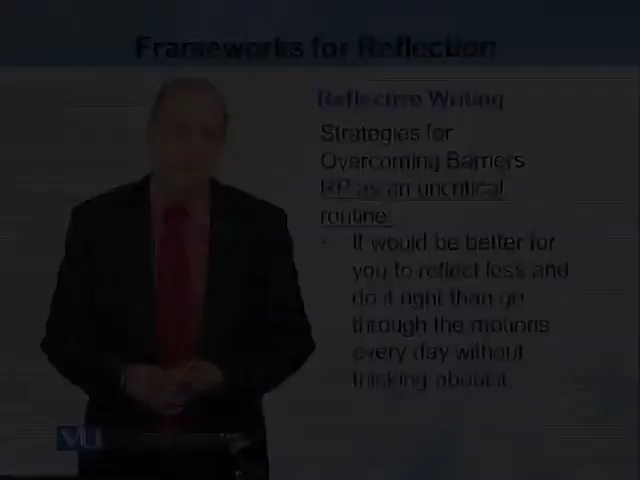 Frameworks for Reflection
Reflective Writing
Strategies for
Overcoming Barriers
RP as an uncritical
routine:
• It would be better for
you to reflect less and
do it right than go
through the motions
every day without
thinking about it.
VU